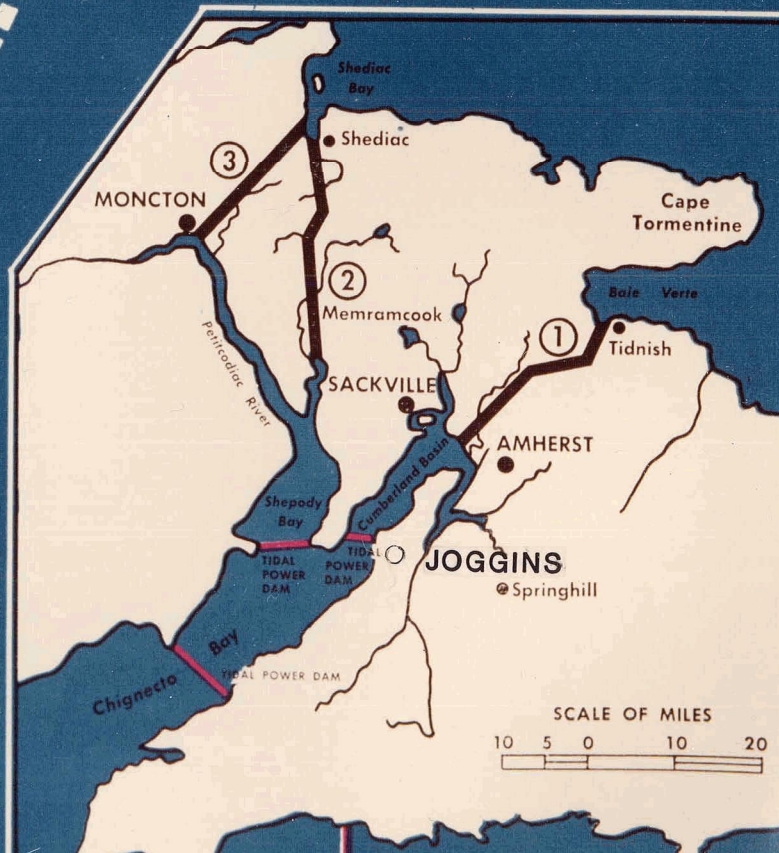 Shediac
Bay
Shediac
3
MONCTON
Cape
Tormentine
2
Baie Verte
Memramcook
1
Tidnish
Petitcodiac River
SACKVILLE
AMHERST
Cumberland Basin
Shepody
Bay
TIDAL
POWER
DAM
TIDAL
POWER
DAM
JOGGINS
Springhill
Chignecto Bay
TIDAL POWER DAM
SCALE OF MILES
10 5 0 10 20